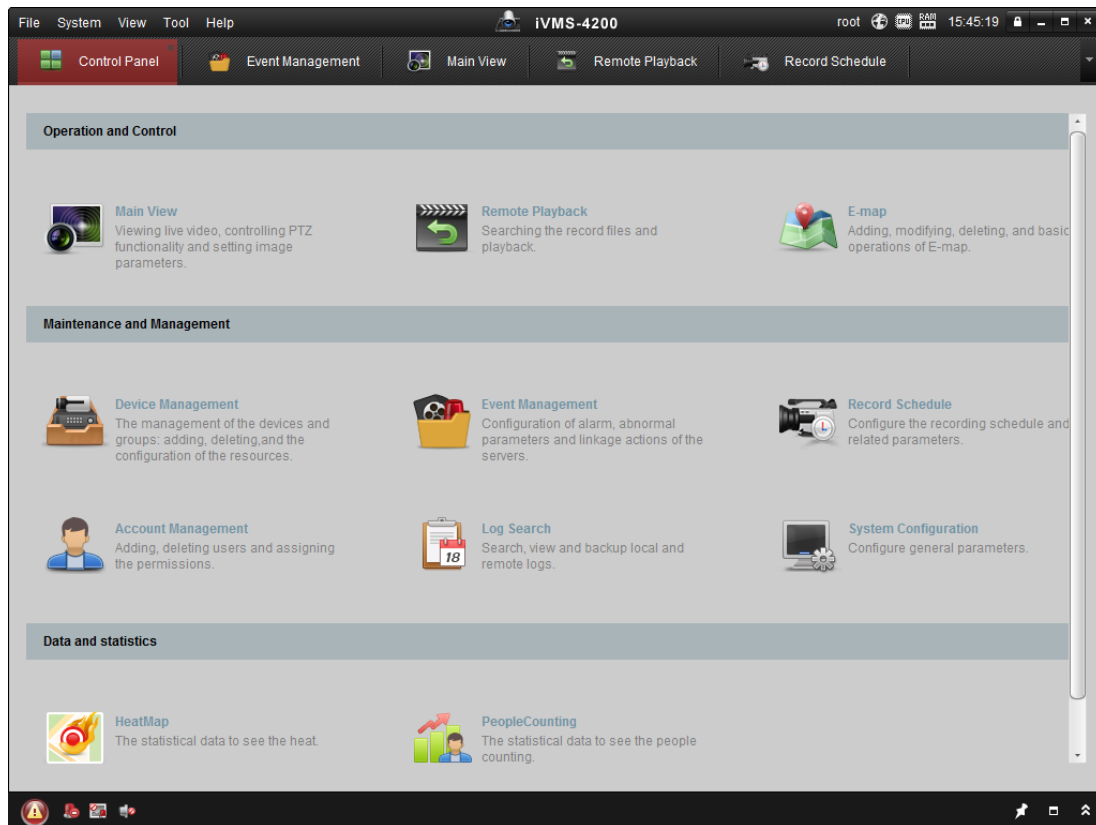 File System View Tool Help iVMS-4200 root CPU RAM 15:45:19
Control Panel Event Management Main View Remote Playback Record Schedule
Operation and Control
Main View
Viewing live video, controlling PTZ
functionality and setting image
parameters.
Remote Playback
Searching the record files and
playback.
E-map
Adding, modifying, deleting, and basic
operations of E-map.
Maintenance and Management
Device Management
The management of the devices and
groups: adding, deleting,and the
configuration of the resources.
Event Management
Configuration of alarm, abnormal
parameters and linkage actions of the
servers.
Record Schedule
Configure the recording schedule and
related parameters.
Account Management
Adding, deleting users and assigning
the permissions.
18
Log Search
Search, view and backup local and
remote logs.
System Configuration
Configure general parameters.
Data and statistics
HeatMap
The statistical data to see the heat.
PeopleCounting
The statistical data to see the people
counting.